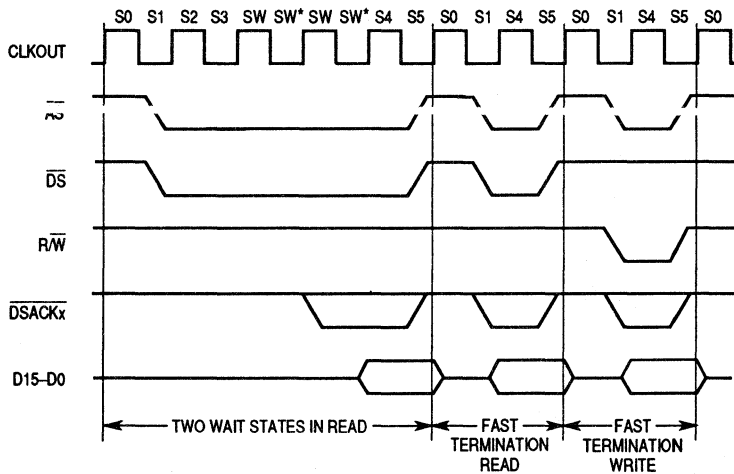 S0 S1 S2 S3 SW SW* SW SW* S4 S5 S0 S1 S4 S5 S0 S1 S4 S5 S0
CLKOUT
AS
DS
R/W
DSACKx
D15–D0
TWO WAIT STATES IN READ
FAST
TERMINATION
READ
FAST
TERMINATION
WRITE